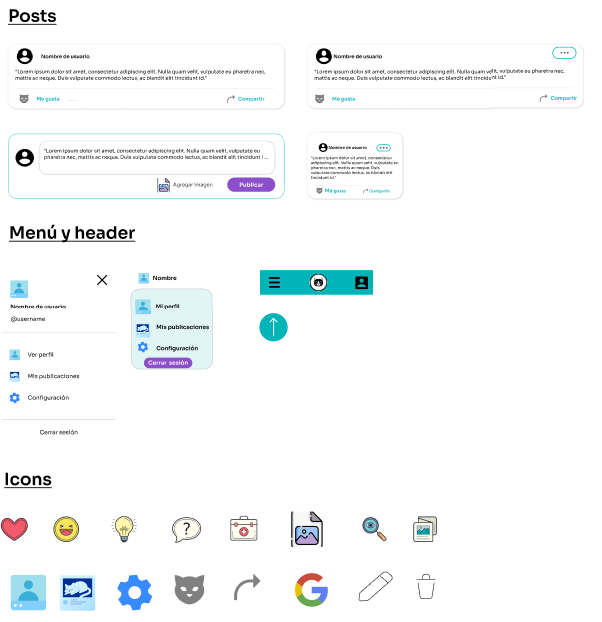 Posts
Nombre de usuario
"Lorem ipsum dolor sit amet, consectetur adipiscing elit. Nulla quam velit, vulputate eu pharetra nec,
mattis ac neque. Duis vulputate commodo lectus, ac blandit elit tincidunt id."
Me gusta
Compartir
Nombre de usuario
"Lorem ipsum dolor sit amet, consectetur adipiscing elit. Nulla quam velit, vulputate eu pharetra nec,
mattis ac neque. Duis vulputate commodo lectus, ac blandit elit tincidunt id."
Me gusta
Compartir
"Lorem ipsum dolor sit amet, consectetur adipiscing elit. Nulla quam velit, vulputate eu
pharetra nec, mattis ac neque. Duis vulputate commodo lectus, ac blandit elit tincidunt i ...
Agregar imagen
Publicar
Nombre de usuario
"Lorem ipsum dolor sit amet, consectetur
adipiscing elit. Nulla quam velit, vulputate eu
pharetra nec, mattis ac neque. Duis
vulputate commodo lectus, ac blandit elit
tincidunt id."
Me gusta
Compartir
Menú y header
Nombre de usuario
@username
Ver perfil
Mis publicaciones
Configuración
Cerrar sesión
Nombre
Mi perfil
Mis publicaciones
Configuración
Cerrar sesión
Icons